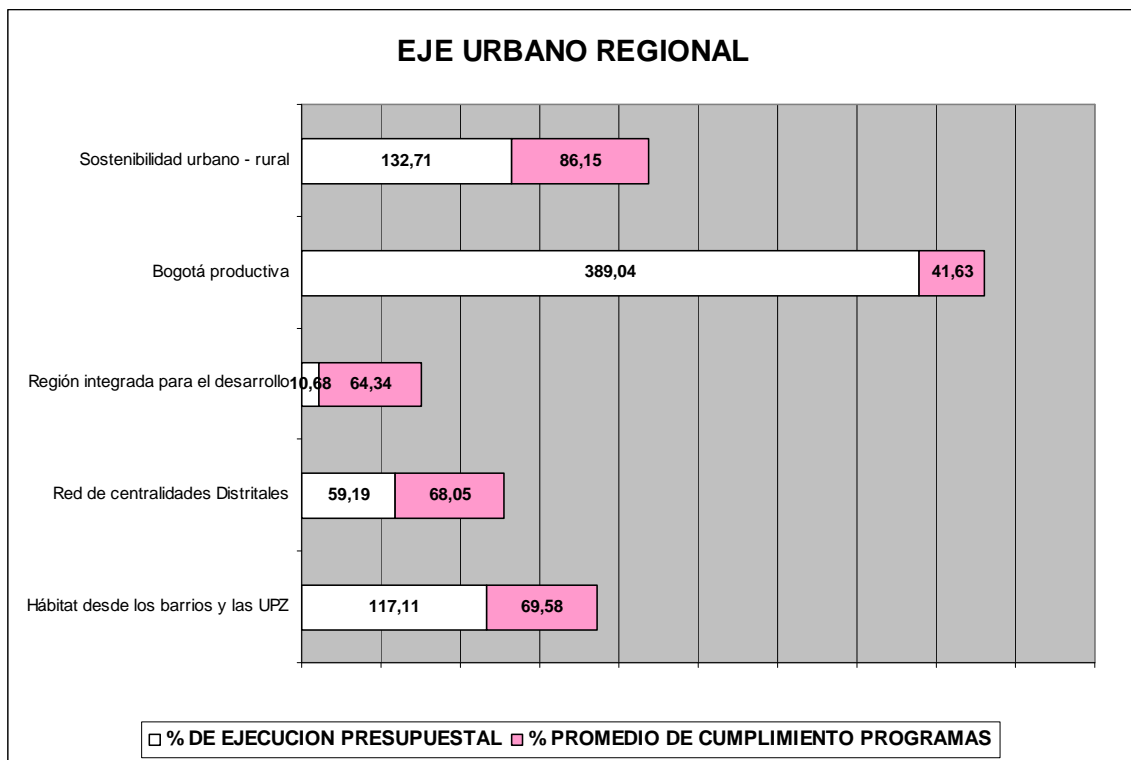 EJE URBANO REGIONAL
Sostenibilidad urbano - rural
132,71
86,15
Bogotá productiva
389,04
41,63
Región integrada para el desarrollo
10,68
64,34
Red de centralidades Distritales
59,19
68,05
Hábitat desde los barrios y las UPZ
117,11
69,58
% DE EJECUCION PRESUPUESTAL
% PROMEDIO DE CUMPLIMIENTO PROGRAMAS